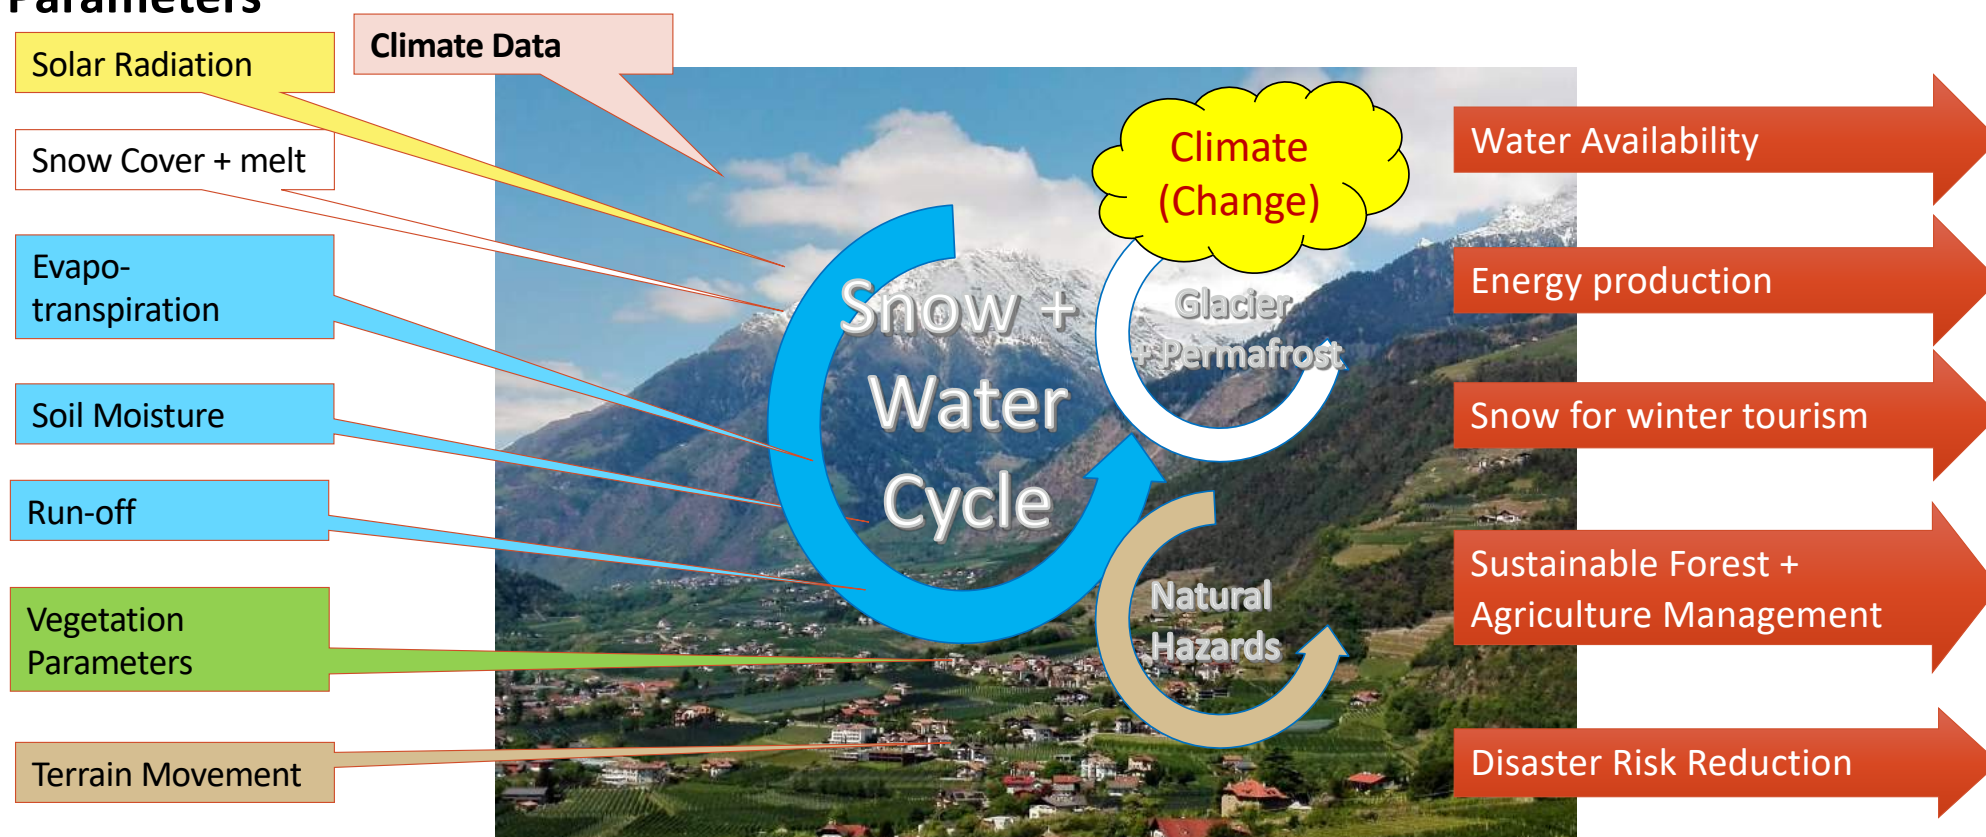 Parameters
Climate Data
Solar Radiation
Snow Cover + melt
Evapo-
transpiration
Soil Moisture
Run-off
Vegetation
Parameters
Terrain Movement
Climate
(Change)
Snow +
Water
Cycle
Glacier
+ Permafrost
Natural
Hazards
Water Availability
Energy production
Snow for winter tourism
Sustainable Forest +
Agriculture Management
Disaster Risk Reduction